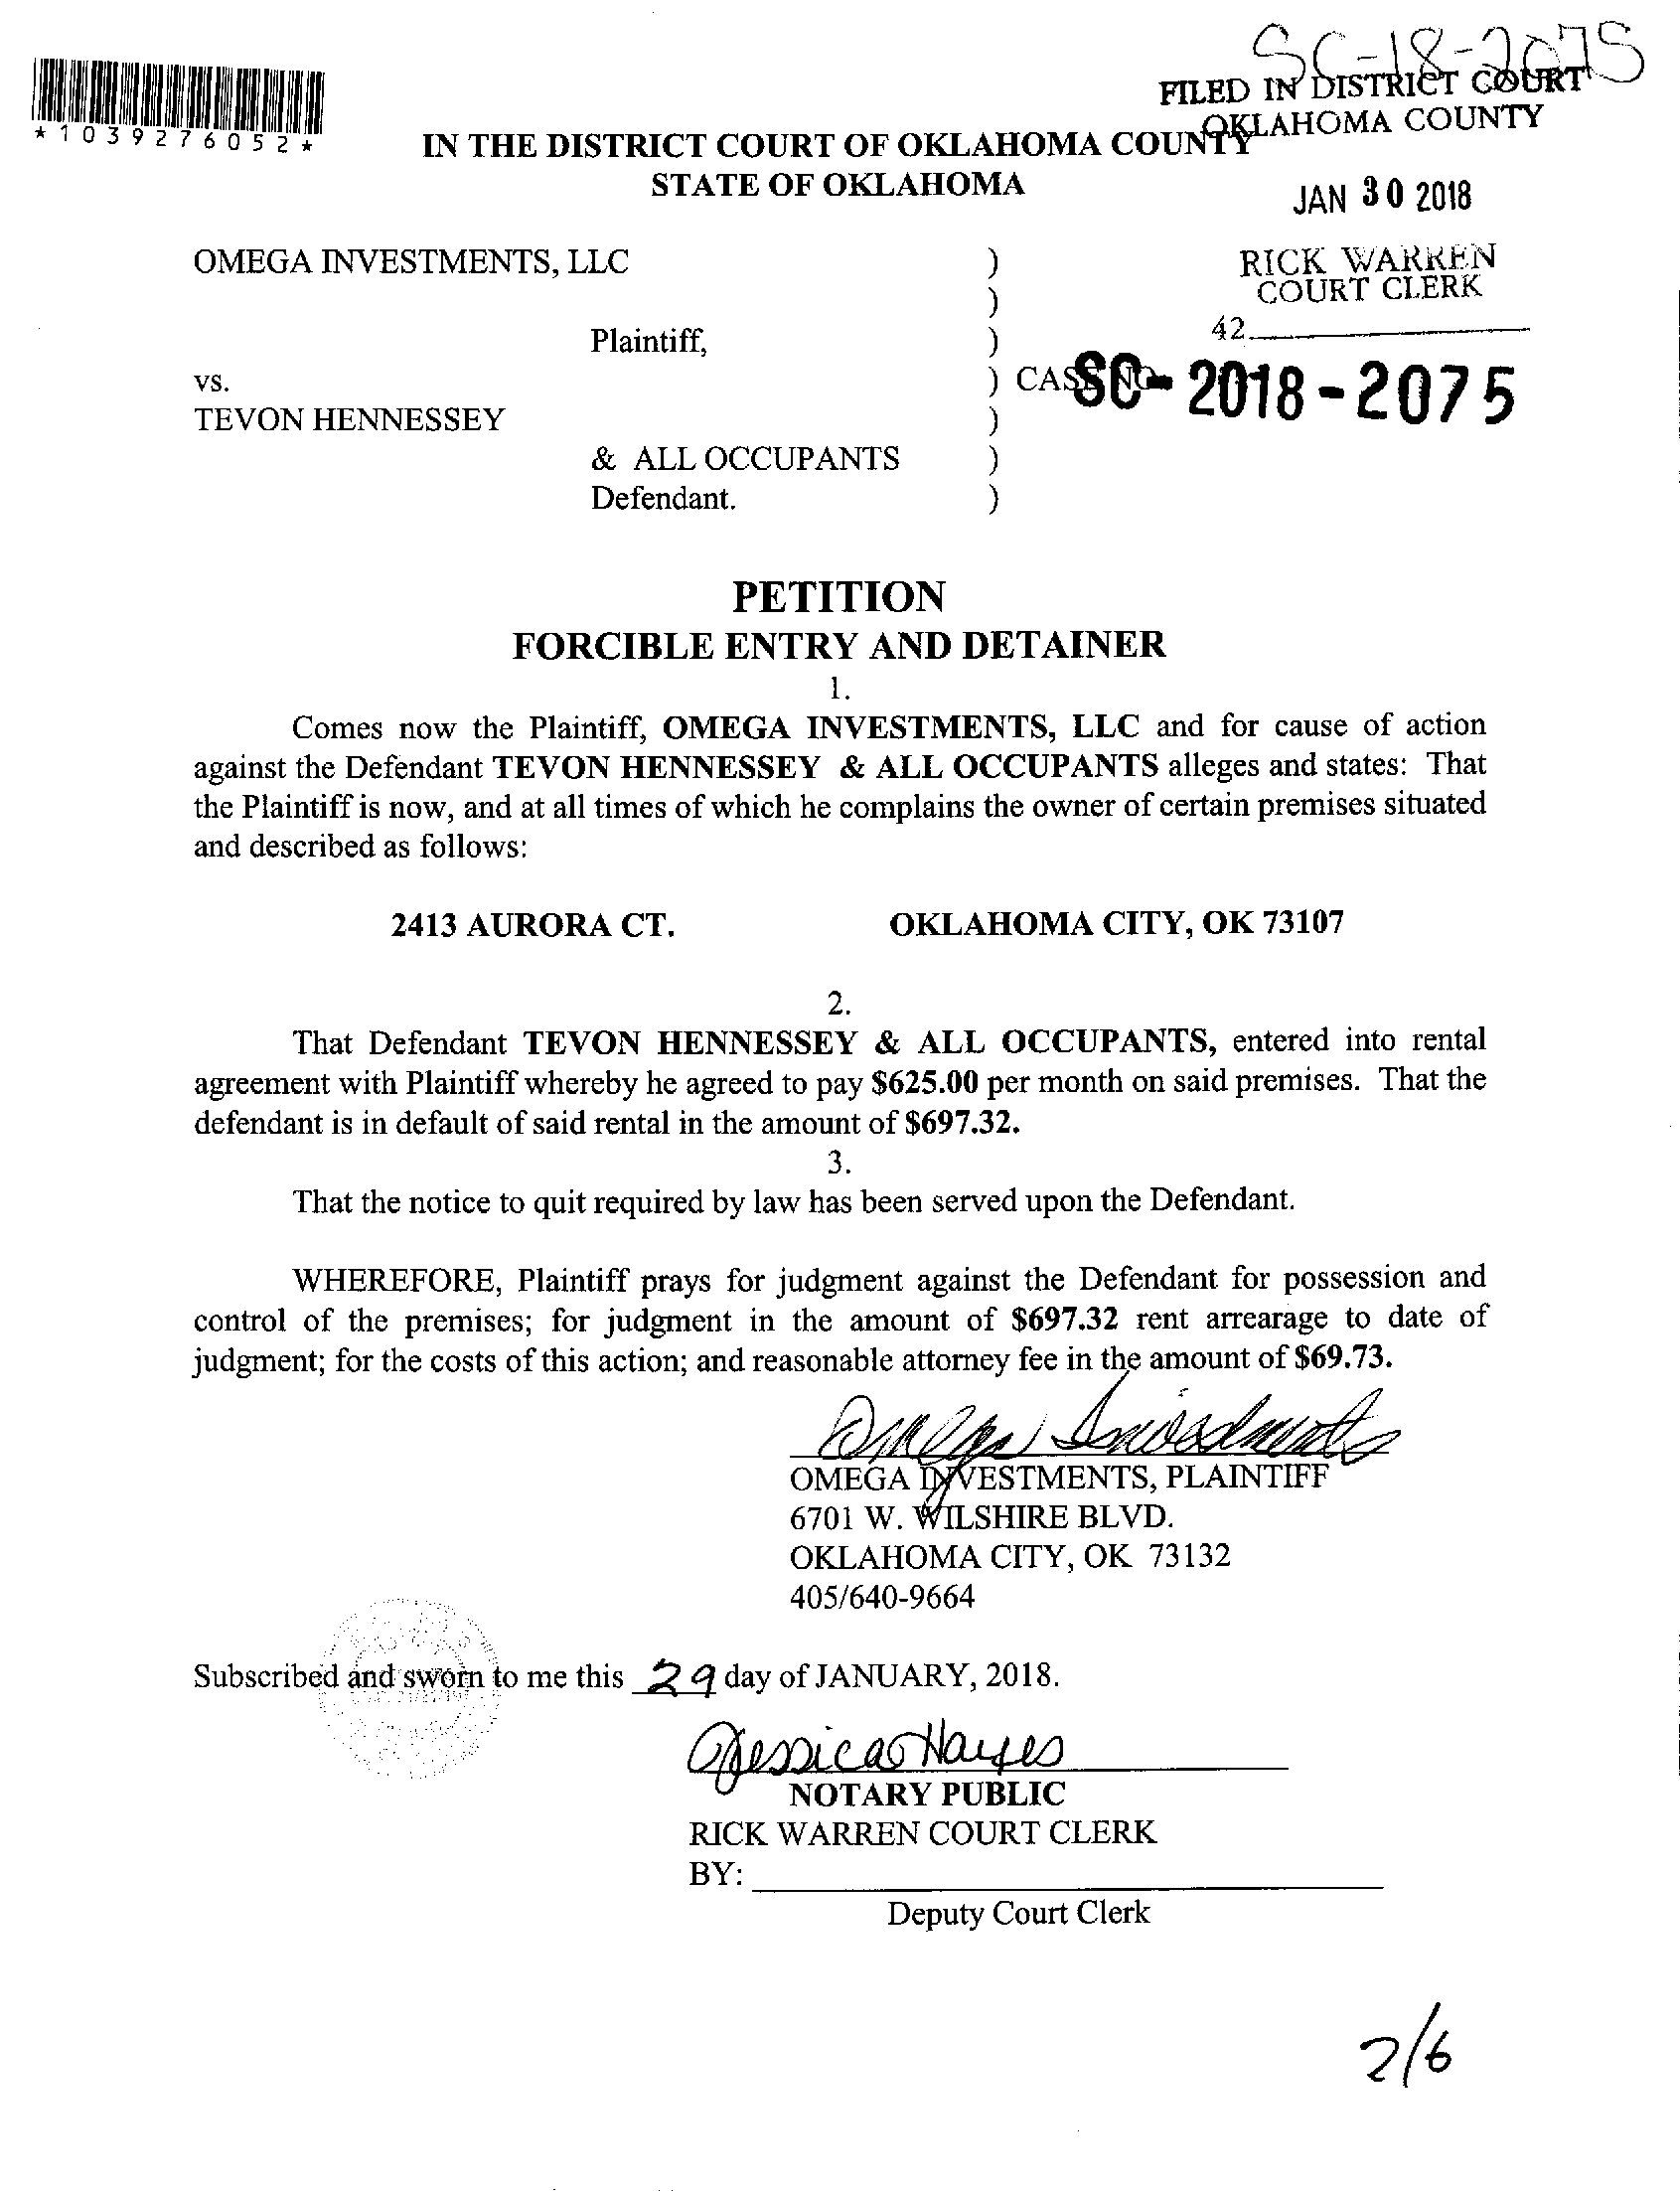 SC-18-2075
FILED IN DISTRICT COURT
OKLAHOMA COUNTY
*1039276052*
IN THE DISTRICT COURT OF OKLAHOMA COUNTY
STATE OF OKLAHOMA
JAN 30 2018
OMEGA INVESTMENTS, LLC )
RICK WARREN
COURT CLERK
)
42
Plaintiff, )
vs. ) CASE NO. SC-2018-2075
TEVON HENNESSEY )
& ALL OCCUPANTS )
Defendant. )
PETITION
FORCIBLE ENTRY AND DETAINER
1.
Comes now the Plaintiff, OMEGA INVESTMENTS, LLC and for cause of action
against the Defendant TEVON HENNESSEY & ALL OCCUPANTS alleges and states: That
the Plaintiff is now, and at all times of which he complains the owner of certain premises situated
and described as follows:
2413 AURORA CT. OKLAHOMA CITY, OK 73107
2.
That Defendant TEVON HENNESSEY & ALL OCCUPANTS, entered into rental
agreement with Plaintiff whereby he agreed to pay $625.00 per month on said premises. That the
defendant is in default of said rental in the amount of $697.32.
3.
That the notice to quit required by law has been served upon the Defendant.
WHEREFORE, Plaintiff prays for judgment against the Defendant for possession and
control of the premises; for judgment in the amount of $697.32 rent arrearage to date of
judgment; for the costs of this action; and reasonable attorney fee in the amount of $69.73.
Omega Investments
OMEGA INVESTMENTS, PLAINTIFF
6701 W. WILSHIRE BLVD.
OKLAHOMA CITY, OK 73132
405/640-9664
Subscribed and sworn to me this 29 day of JANUARY, 2018.
Jessica Hayes
NOTARY PUBLIC
RICK WARREN COURT CLERK
BY:
Deputy Court Clerk
2/6